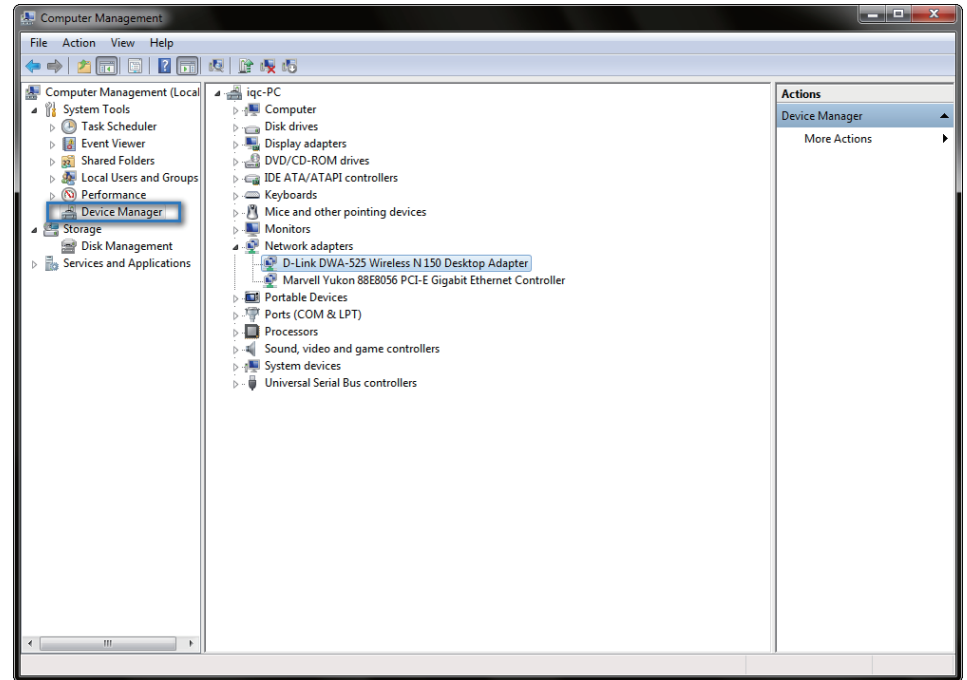 Computer Management
File Action View Help
Computer Management (Local
System Tools
Task Scheduler
Event Viewer
Shared Folders
Local Users and Groups
Performance
Device Manager
Storage
Disk Management
Services and Applications
iqc-PC
Computer
Disk drives
Display adapters
DVD/CD-ROM drives
IDE ATA/ATAPI controllers
Keyboards
Mice and other pointing devices
Monitors
Network adapters
D-Link DWA-525 Wireless N 150 Desktop Adapter
Marvell Yukon 88E8056 PCI-E Gigabit Ethernet Controller
Portable Devices
Ports (COM & LPT)
Processors
Sound, video and game controllers
System devices
Universal Serial Bus controllers
Actions
Device Manager
More Actions